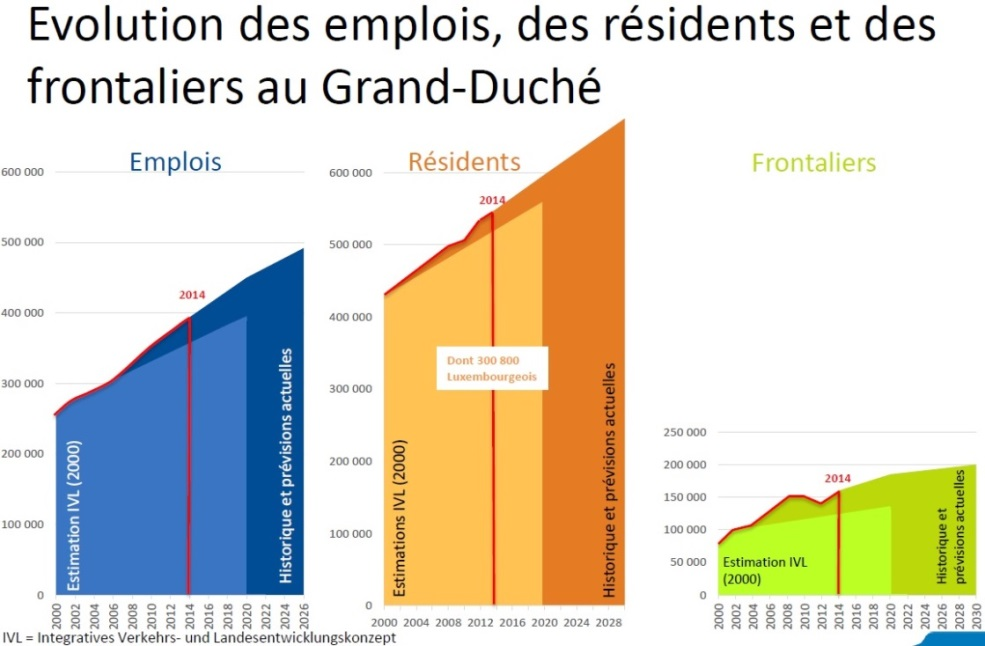 Evolution des emplois, des résidents et des
frontaliers au Grand-Duché
Emplois
600 000
500 000
400 000
300 000
200 000
100 000
0
2014
Estimation IVL (2000)
Historique et prévisions actuelles
2000 2002 2004 2006 2008 2010 2012 2014 2016 2018 2020 2022 2024 2026
Résidents
600 000
500 000
400 000
300 000
200 000
100 000
0
2014
Dont 300 800
Luxembourgeois
Estimations IVL (2000)
Historique et prévisions actuelles
2000 2004 2008 2012 2016 2020 2024 2028
Frontaliers
250 000
200 000
150 000
100 000
50 000
0
2014
Estimation IVL
(2000)
Historique et
prévisions actuelles
2000 2002 2004 2006 2008 2010 2012 2014 2016 2018 2020 2022 2024 2026 2028 2030
IVL = Integratives Verkehrs- und Landesentwicklungskonzept